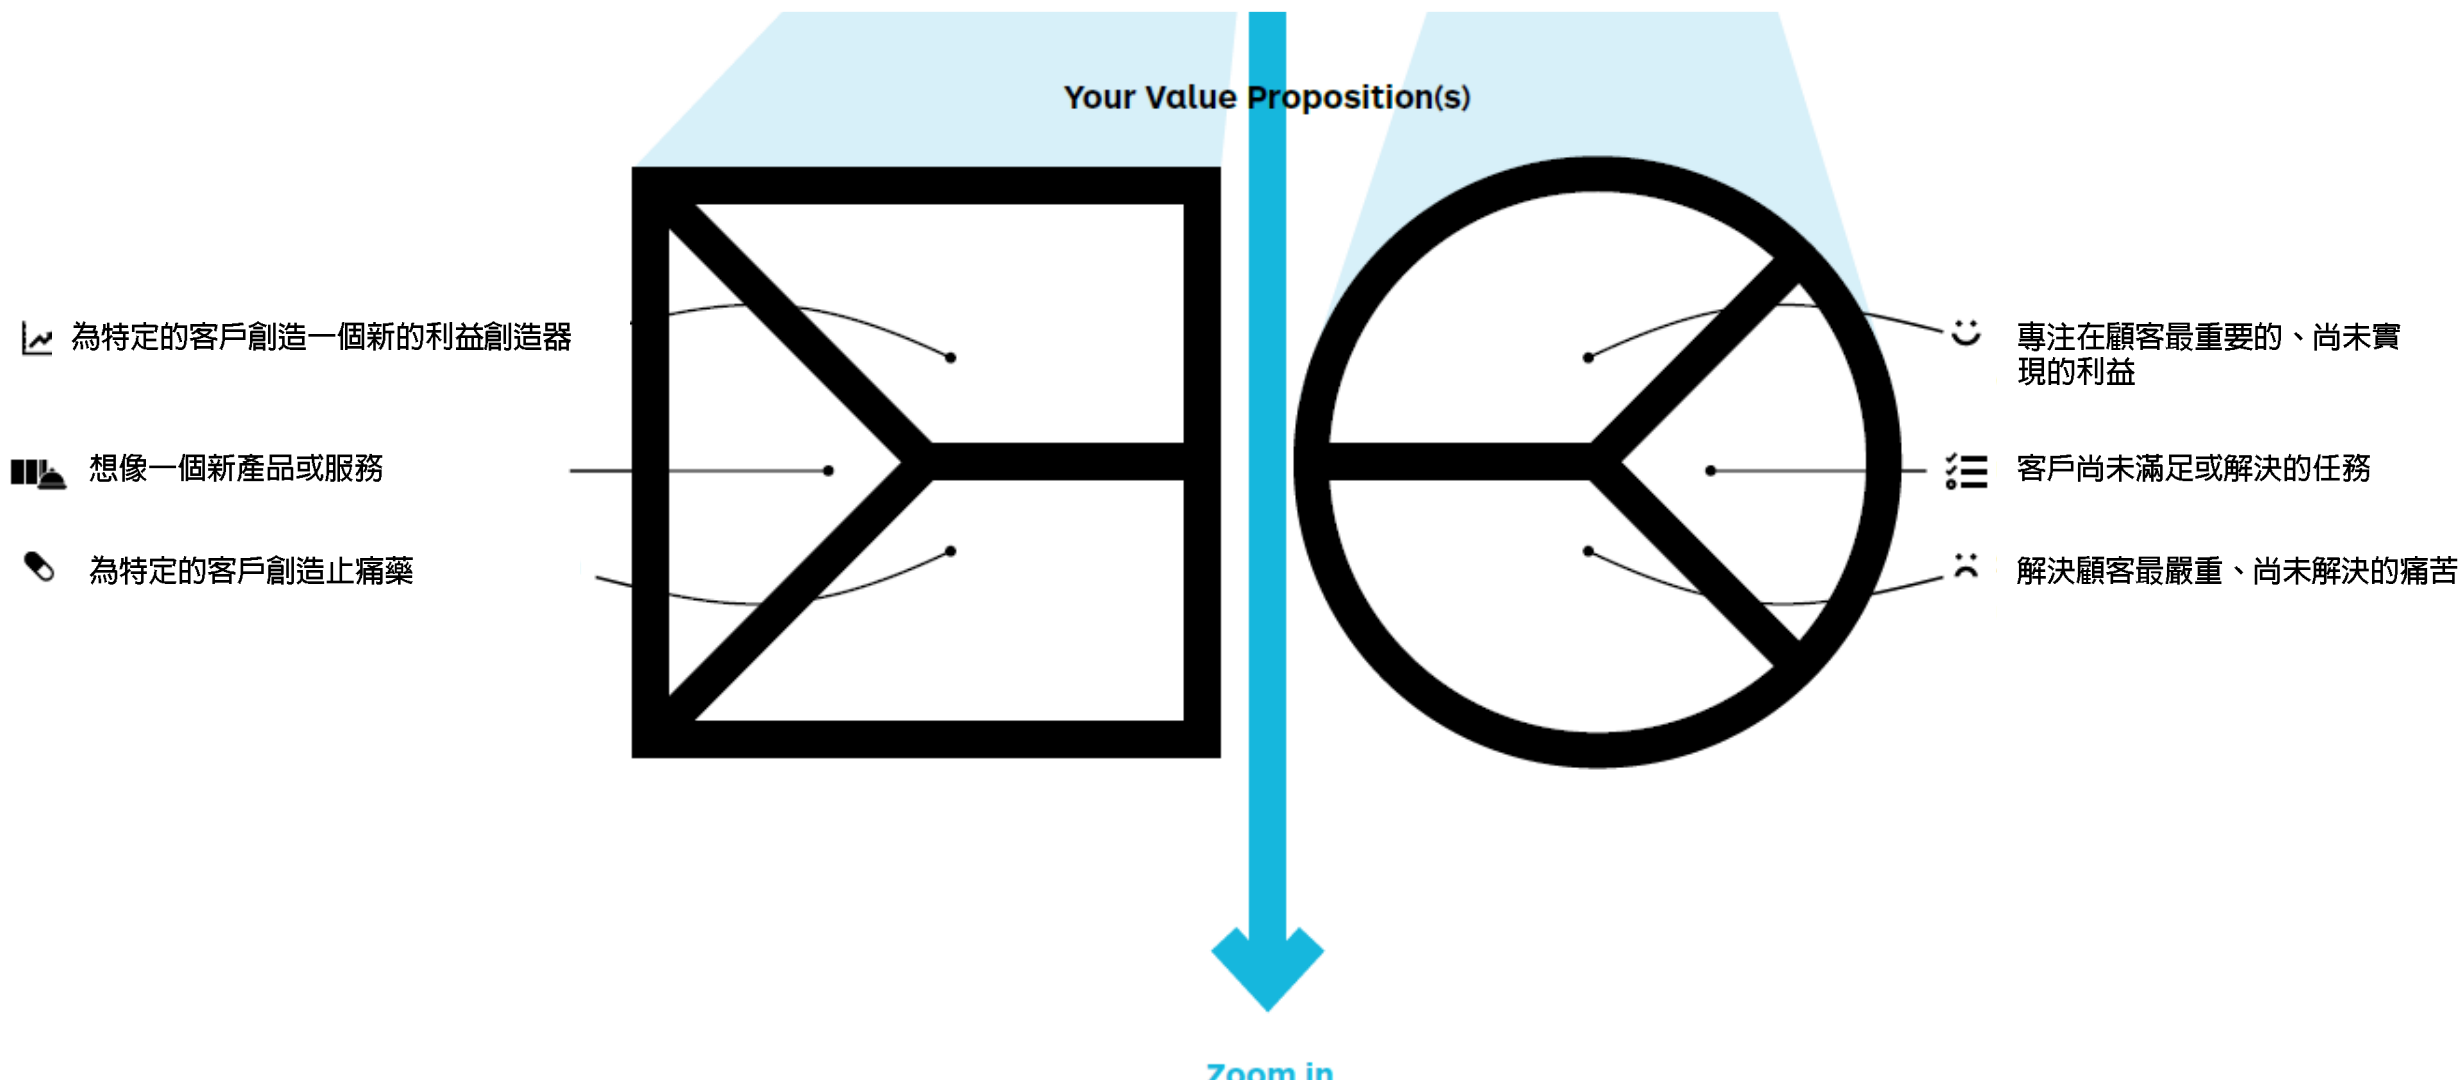 Your Value Proposition(s)
為特定的客戶創造一個新的利益創造器
想像一個新產品或服務
為特定的客戶創造止痛藥
專注在顧客最重要的、尚未實
現的利益
客戶尚未滿足或解決的任務
解決顧客最嚴重、尚未解決的痛苦
Zoom in